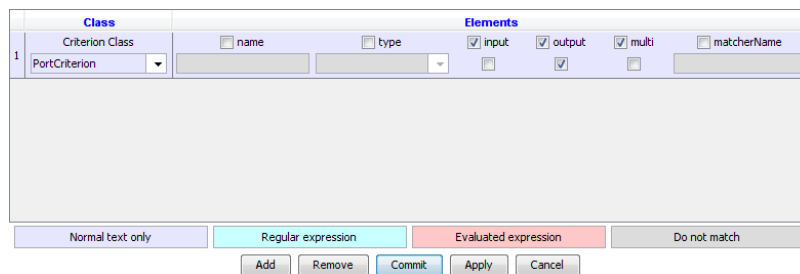 Class Elements
Criterion Class name type input output multi matcherName
1
PortCriterion
Normal text only Regular expression Evaluated expression Do not match
Add Remove Commit Apply Cancel